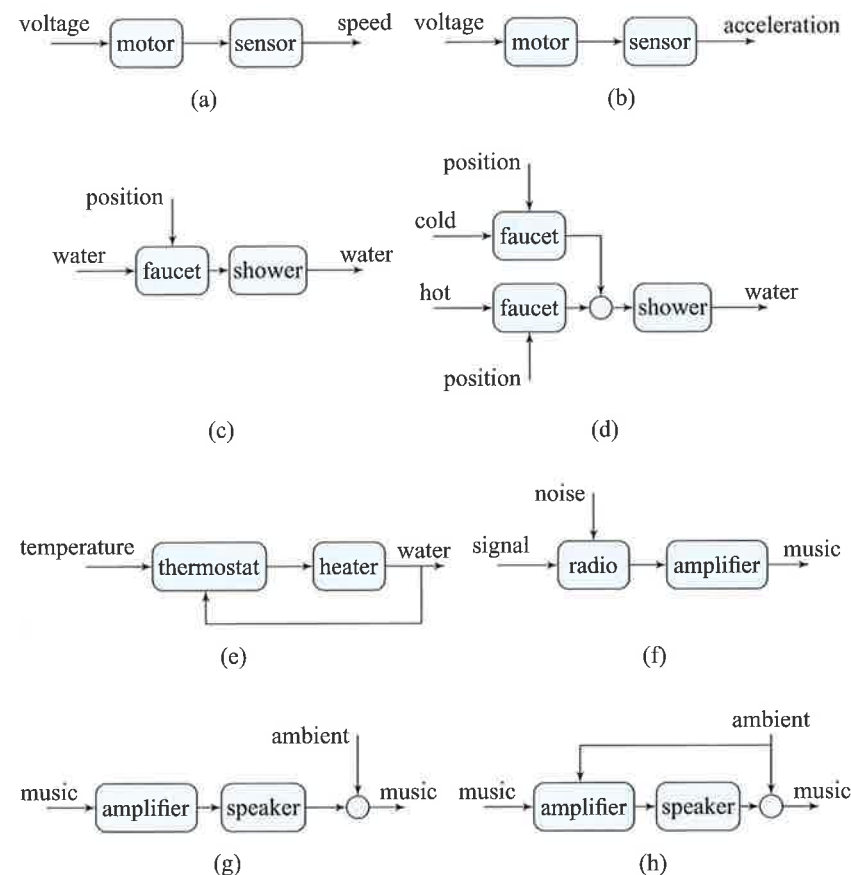 voltage motor sensor speed
(a)
voltage motor sensor acceleration
(b)
position
water faucet shower water
(c)
position
cold faucet
hot faucet shower water
position
(d)
temperature thermostat heater water
(e)
noise
signal radio amplifier music
(f)
ambient
music amplifier speaker music
(g)
ambient
music amplifier speaker music
(h)